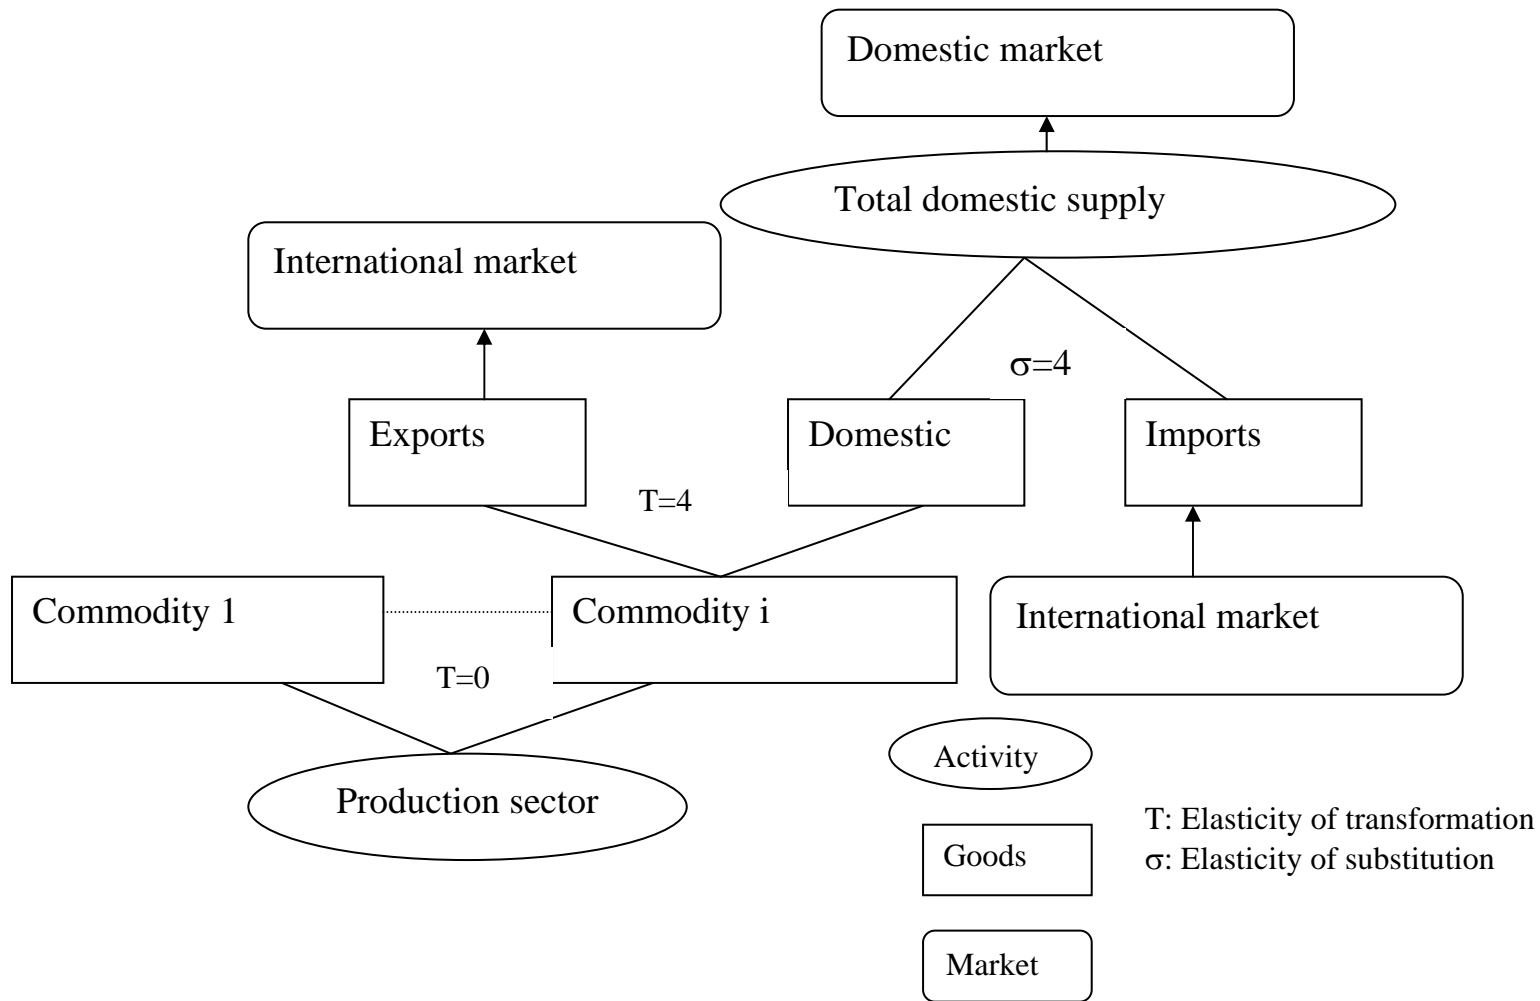 Domestic market
Total domestic supply
International market
σ=4
Exports
Domestic
Imports
T=4
Commodity 1
Commodity i
International market
T=0
Activity
Production sector
T: Elasticity of transformation
σ: Elasticity of substitution
Goods
Market